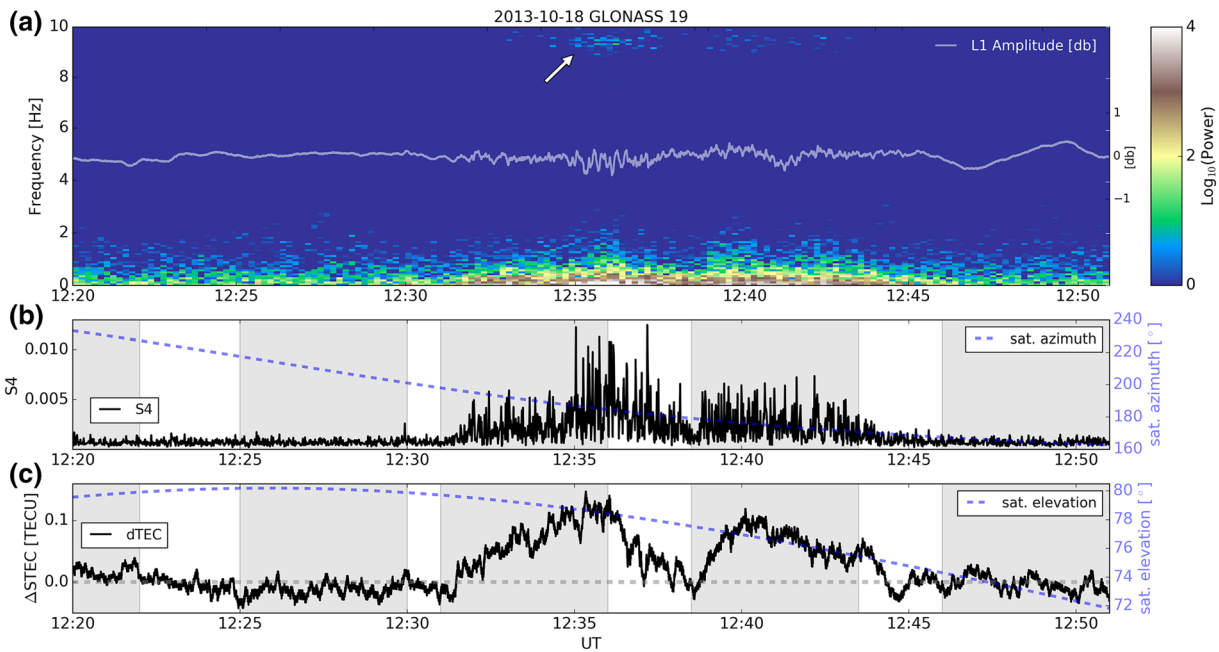 2013-10-18 GLONASS 19
(a)
10
8
6
4
2
0
Frequency [Hz]
L1 Amplitude [db]
1
0
−1
[db]
4
2
0
Log10(Power)
12:20 12:25 12:30 12:35 12:40 12:45 12:50
(b)
0.010
0.005
S4
S4
sat. azimuth
240
220
200
180
160
sat. azimuth [°]
12:20 12:25 12:30 12:35 12:40 12:45 12:50
(c)
0.1
0.0
ΔSTEC [TECU]
dTEC
sat. elevation
80
78
76
74
72
sat. elevation [°]
12:20 12:25 12:30 12:35 12:40 12:45 12:50
UT